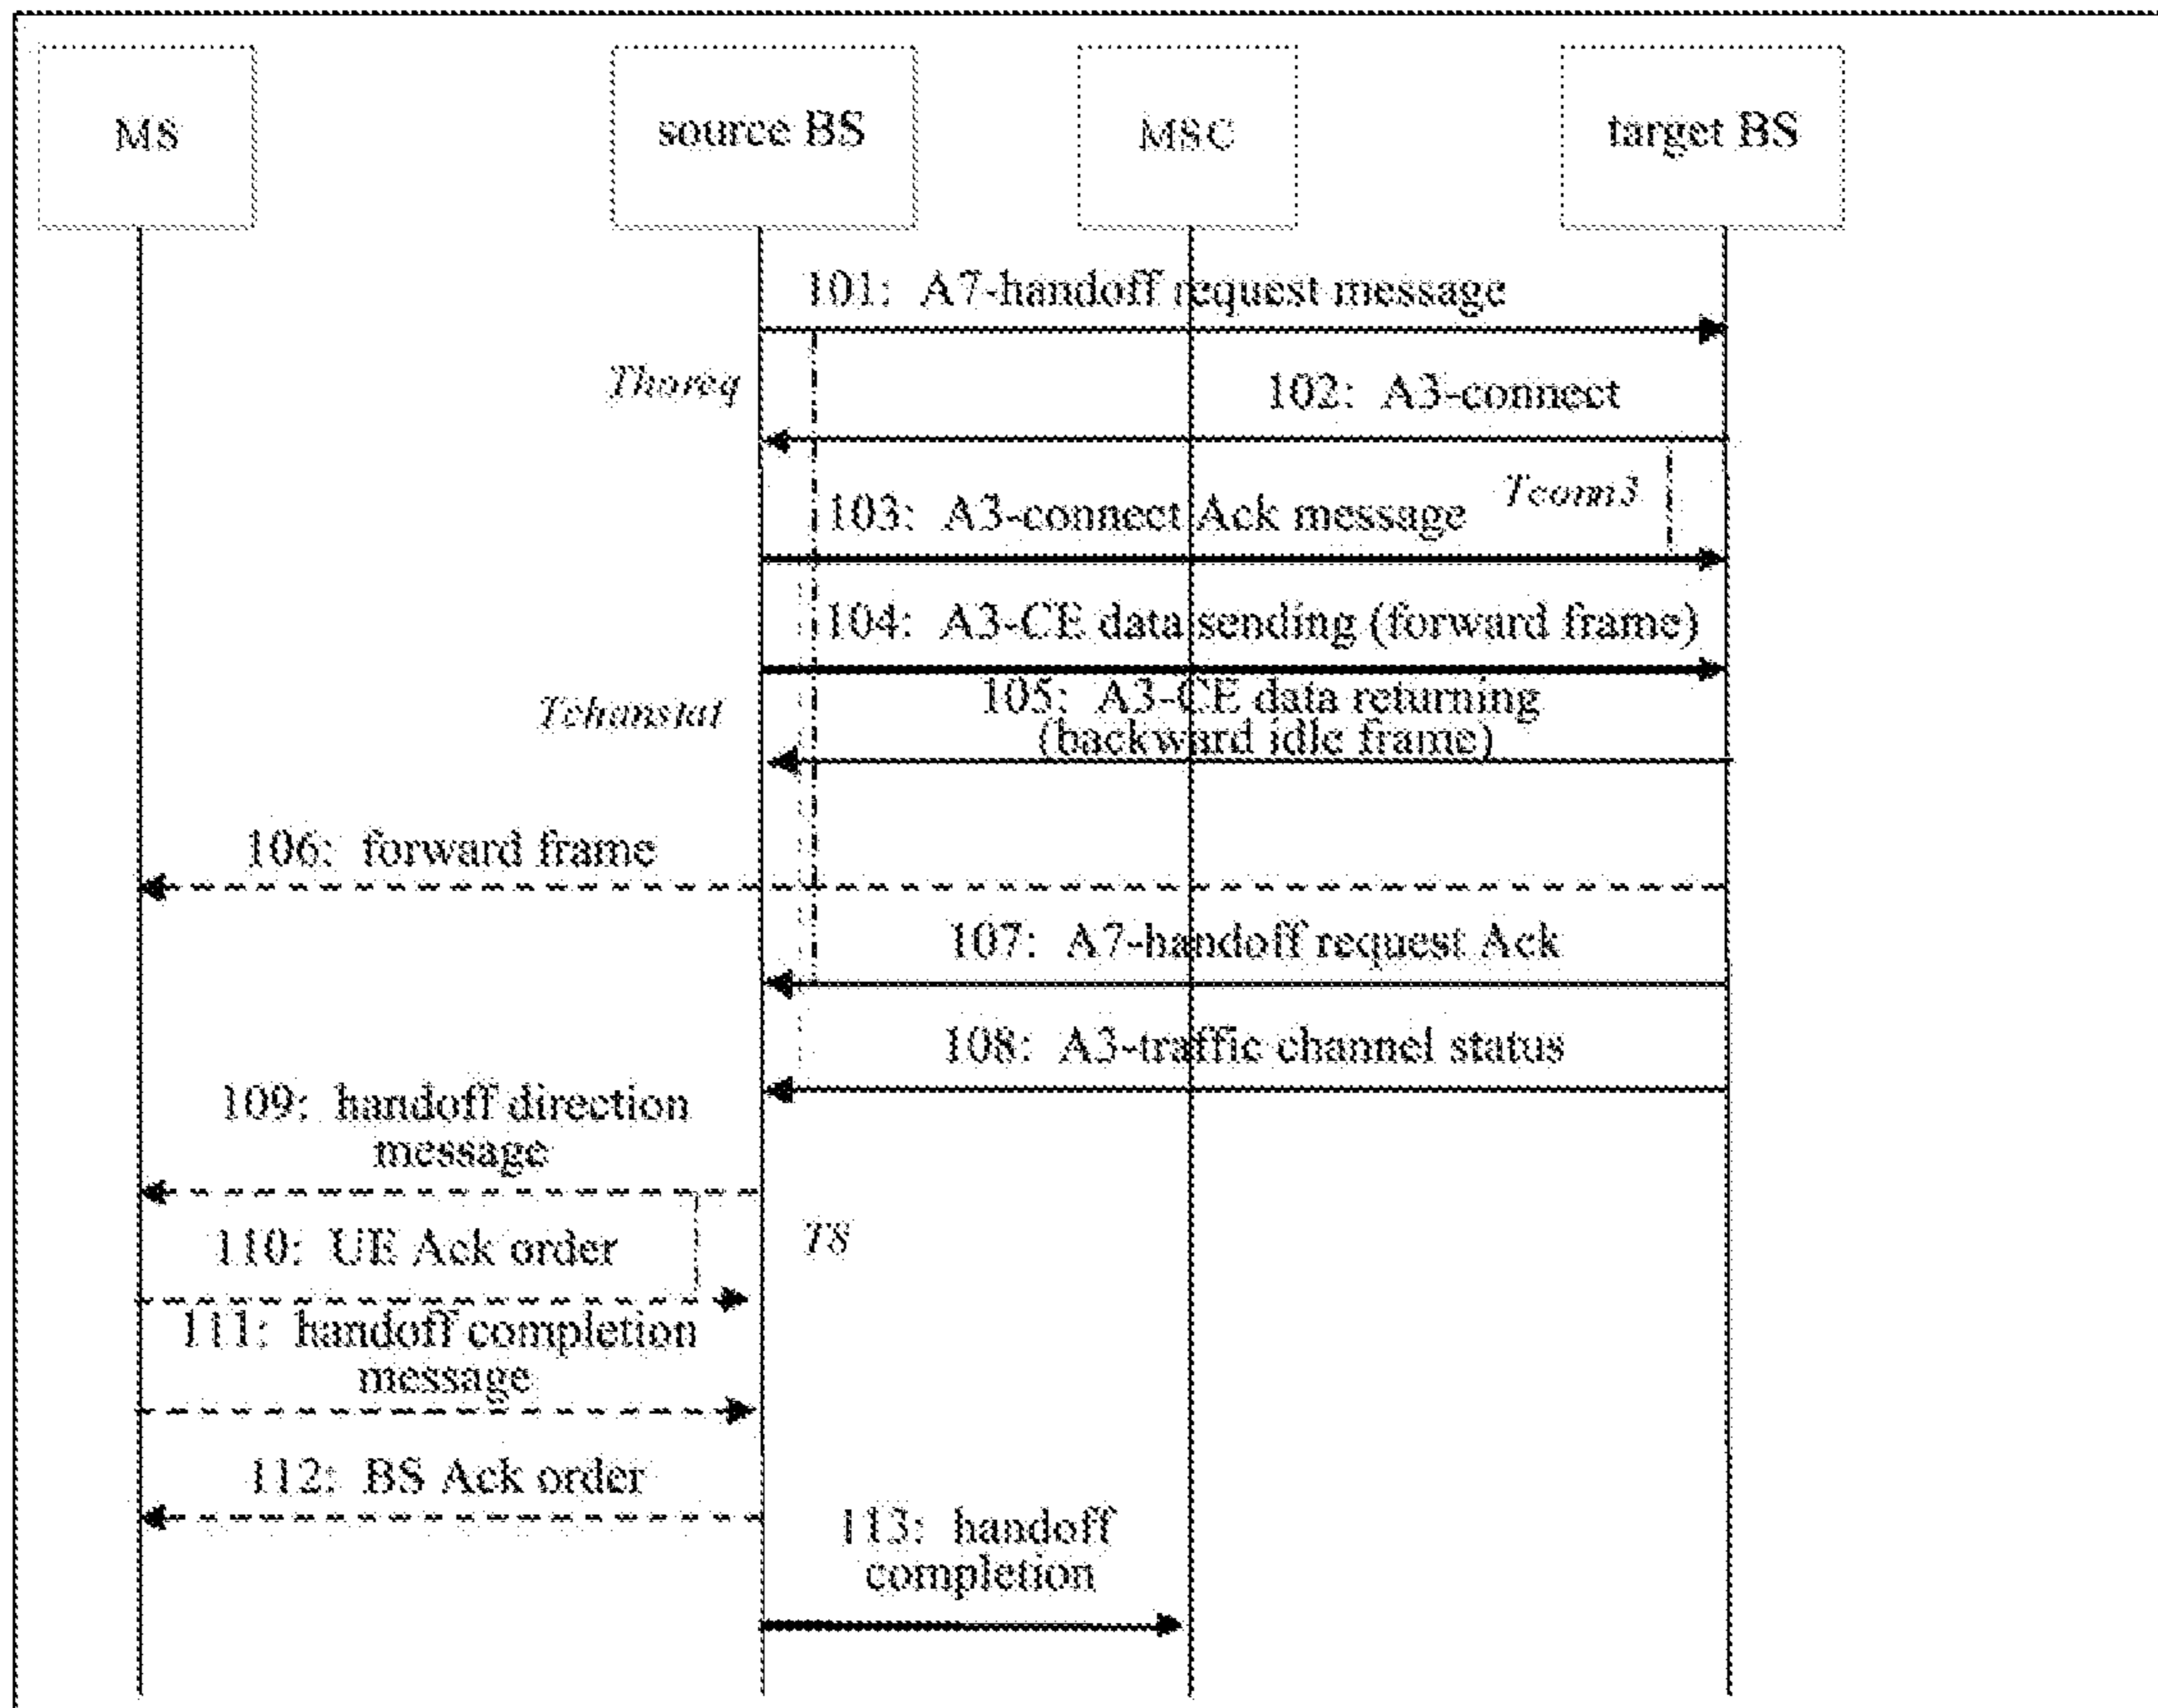 MS
source BS
MSC
target BS
101: A7-handoff request message
Thoreq
102: A3-connect
Tconn3
103: A3-connect Ack message
104: A3-CE data sending (forward frame)
Tchanstat
105: A3-CE data returning
(backward idle frame)
106: forward frame
107: A7-handoff request Ack
108: A3-traffic channel status
109: handoff direction
message
110: UE Ack order
T8
111: handoff completion
message
112: BS Ack order
113: handoff
completion